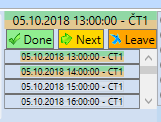 05.10.2018 13:00:00 - ČT1
Done Next Leave
05.10.2018 13:00:00 - CT1
05.10.2018 14:00:00 - CT1
05.10.2018 15:00:00 - CT1
05.10.2018 16:00:00 - CT1